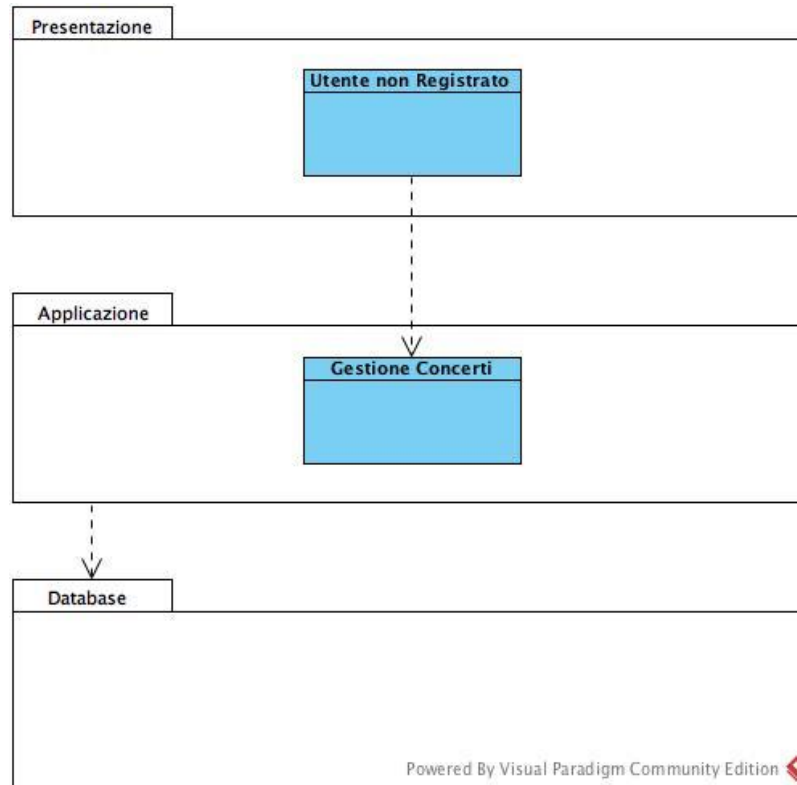 Presentazione
Utente non Registrato
Applicazione
Gestione Concerti
Database
Powered By Visual Paradigm Community Edition